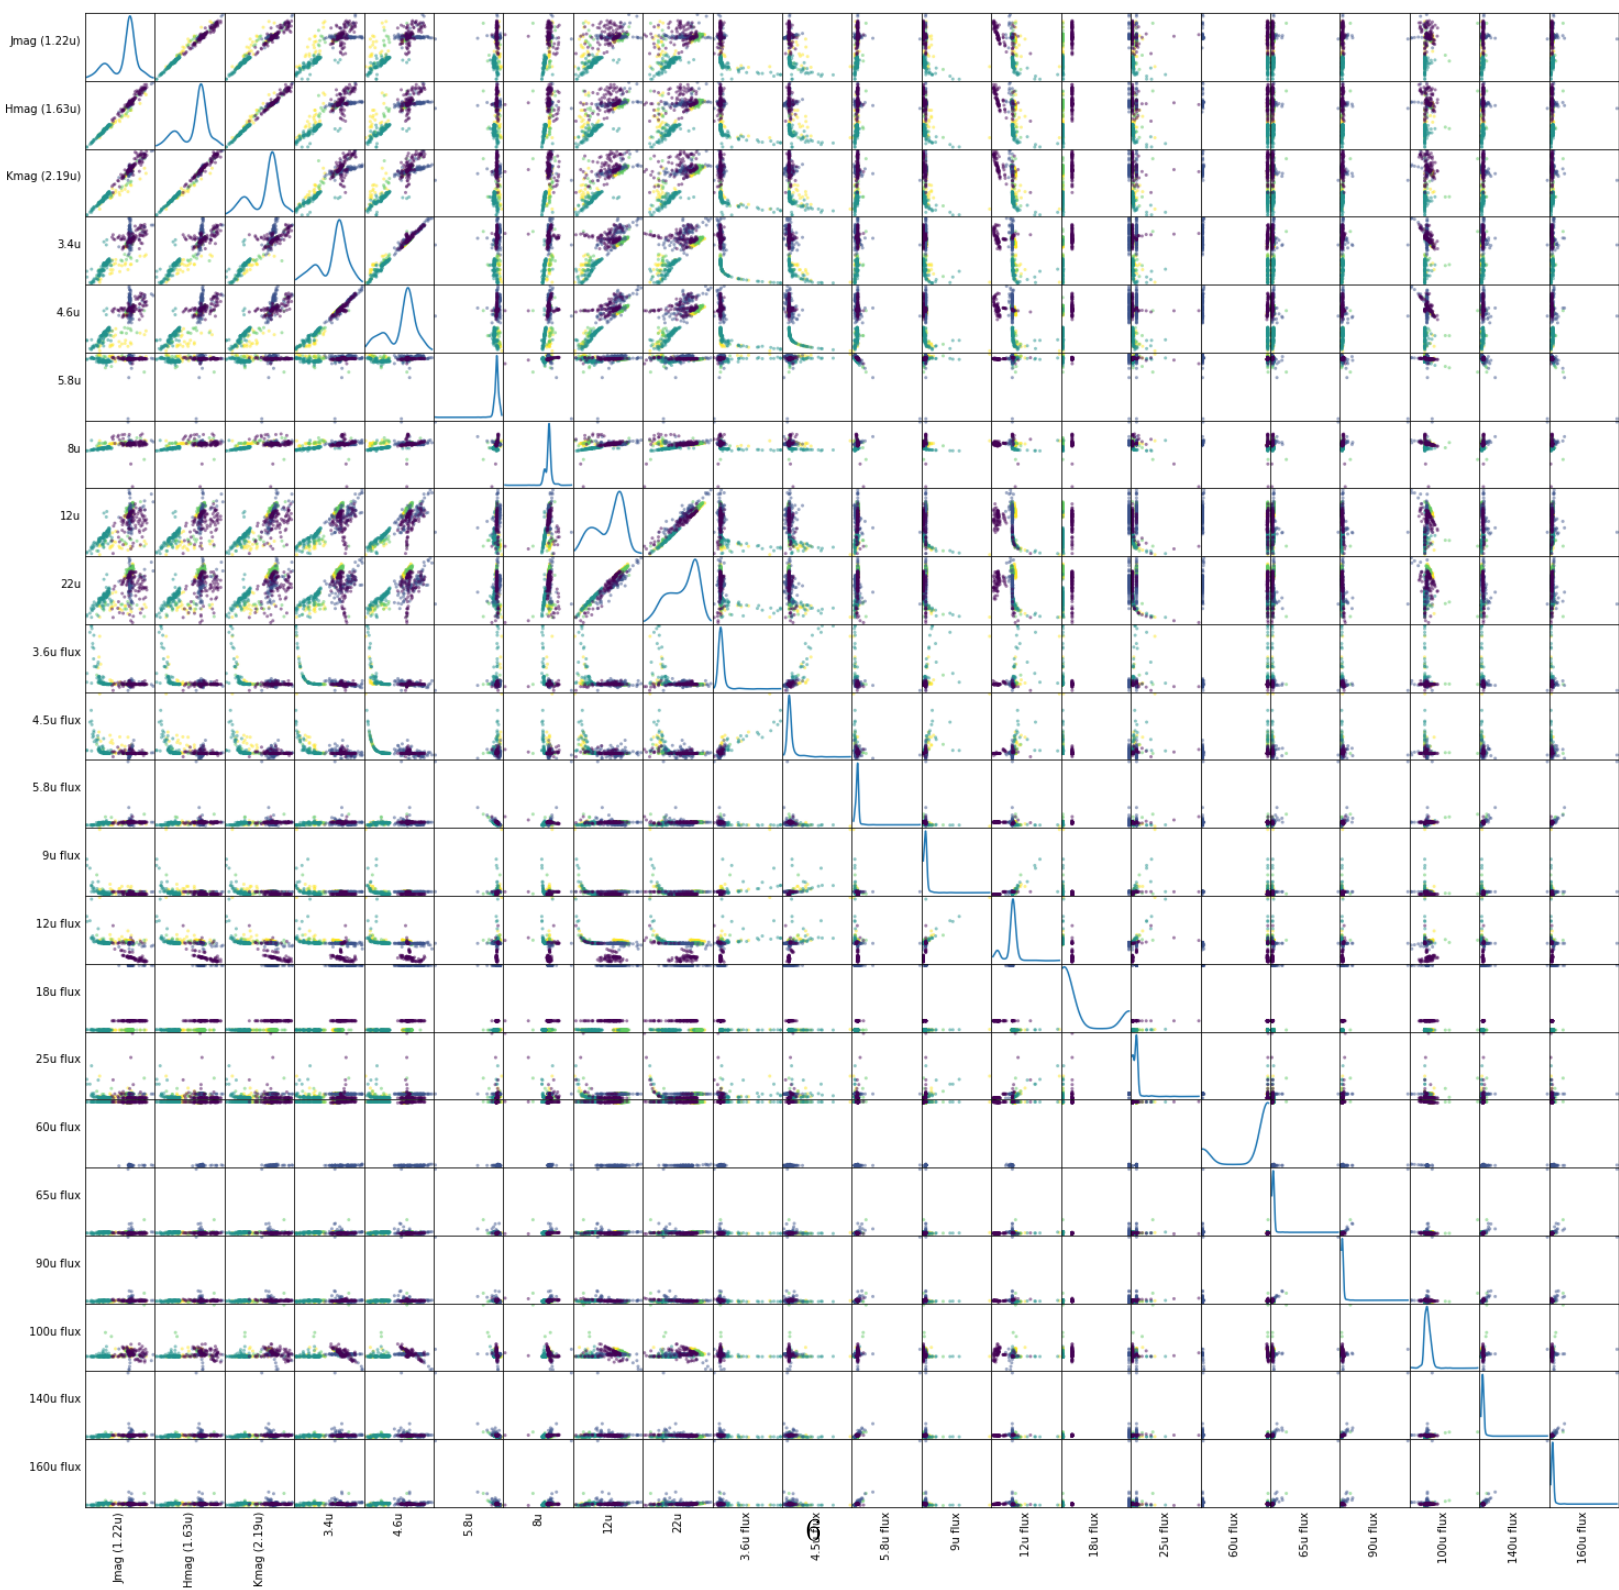 Jmag (1.22u)
Hmag (1.63u)
Kmag (2.19u)
3.4u
4.6u
5.8u
8u
12u
22u
3.6u flux
4.5u flux
5.8u flux
9u flux
12u flux
18u flux
25u flux
60u flux
65u flux
90u flux
100u flux
140u flux
160u flux
Jmag (1.22u)
Hmag (1.63u)
Kmag (2.19u)
3.4u
4.6u
5.8u
8u
12u
22u
3.6u flux
4.5u flux
5.8u flux
9u flux
12u flux
18u flux
25u flux
60u flux
65u flux
90u flux
100u flux
140u flux
160u flux
6